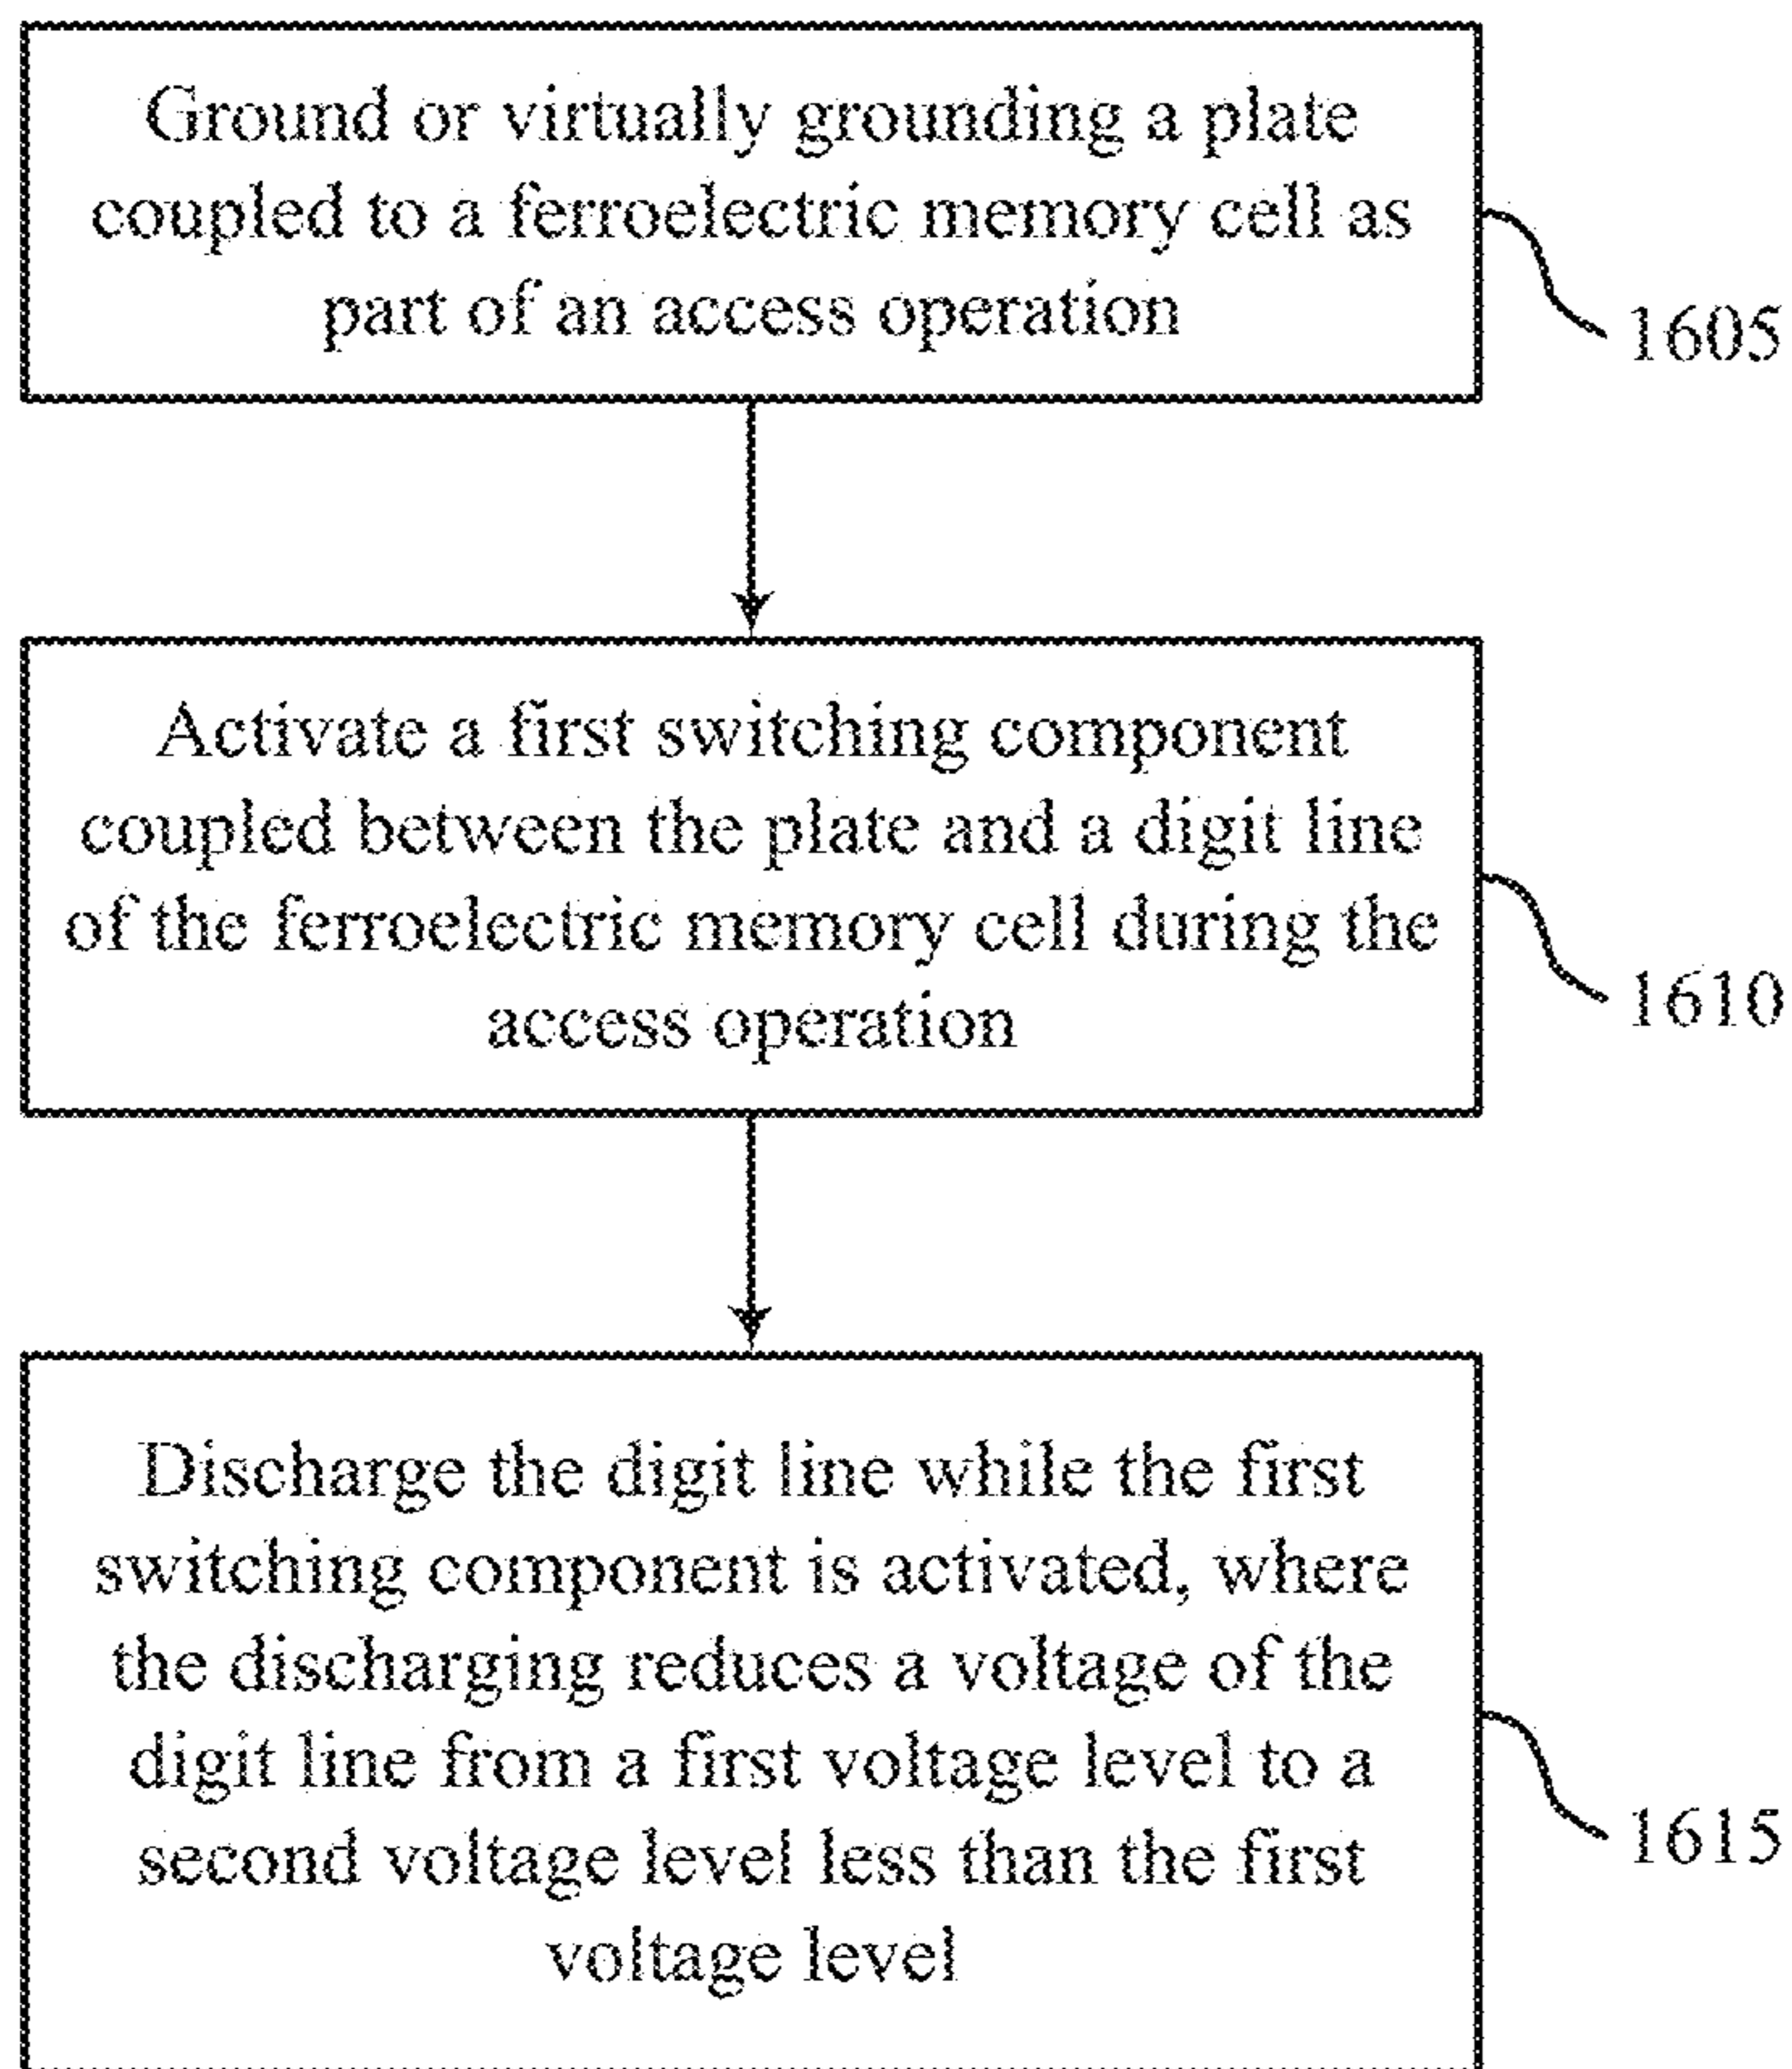 Ground or virtually grounding a plate
coupled to a ferroelectric memory cell as
part of an access operation
1605
Activate a first switching component
coupled between the plate and a digit line
of the ferroelectric memory cell during the
access operation
1610
Discharge the digit line while the first
switching component is activated, where
the discharging reduces a voltage of the
digit line from a first voltage level to a
second voltage level less than the first
voltage level
1615